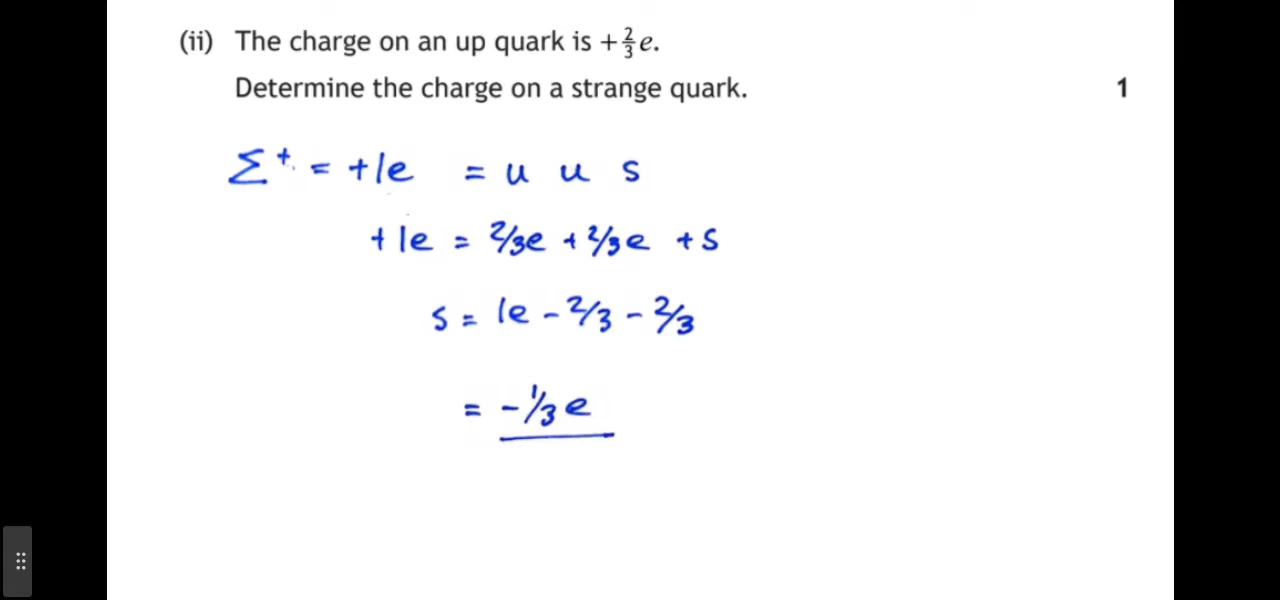 (ii) The charge on an up quark is +⅔e.
Determine the charge on a strange quark. 1
Σ⁺ = +1e = u u s
+1e = 2/3e + 2/3e + s
s = 1e - 2/3 - 2/3
= -1/3 e